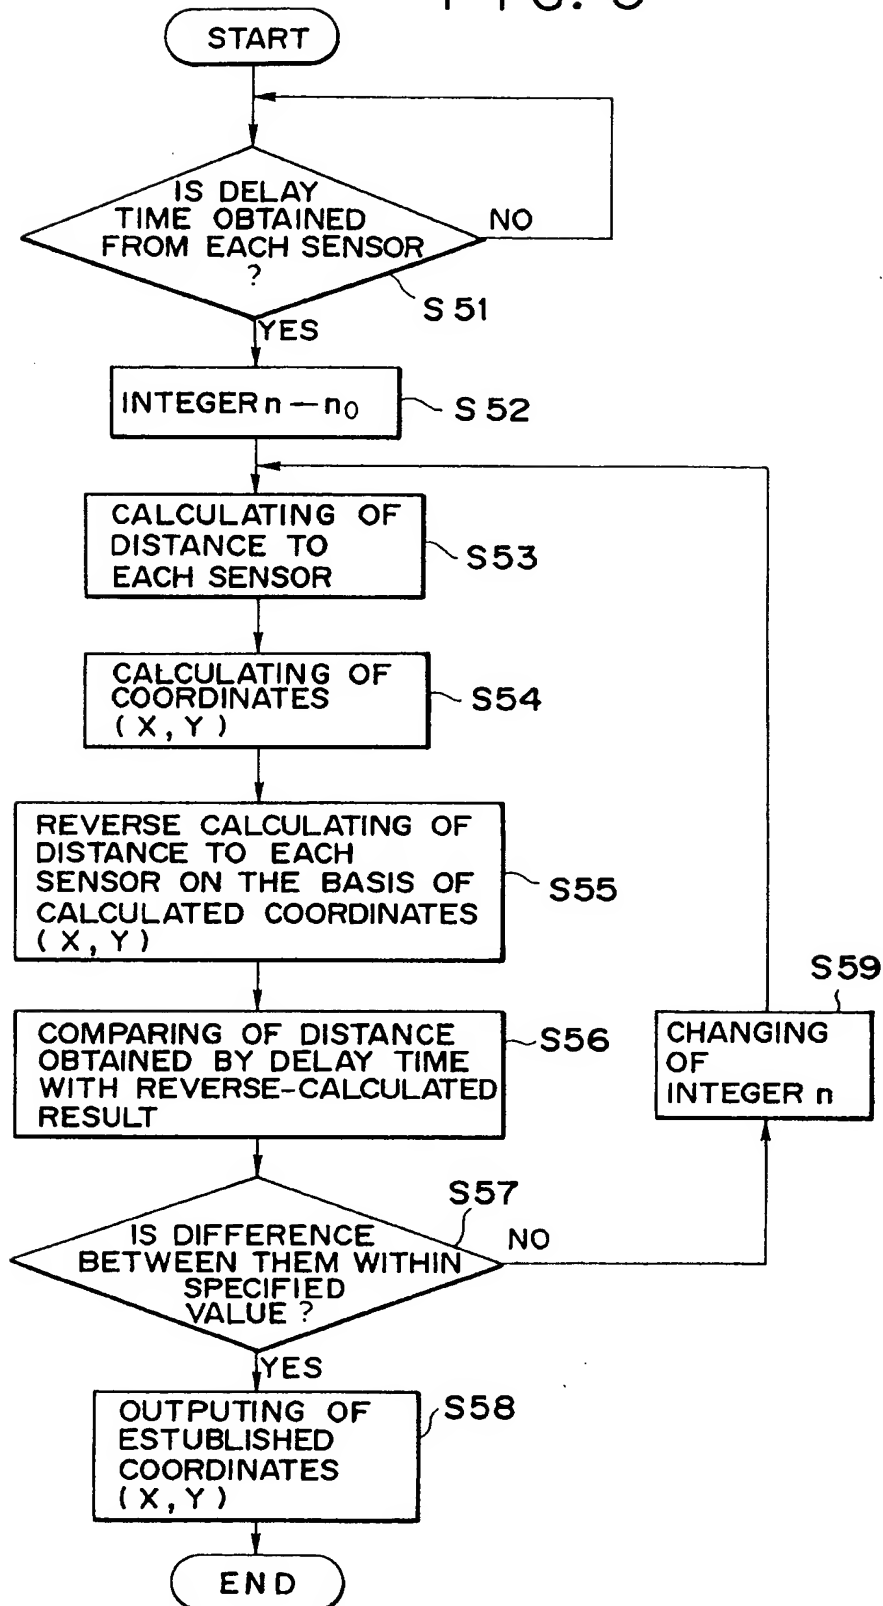 START
IS DELAY
TIME OBTAINED
FROM EACH SENSOR
?
NO
S51
YES
INTEGER n — n0
S52
CALCULATING OF
DISTANCE TO
EACH SENSOR
S53
CALCULATING OF
COORDINATES
(X, Y)
S54
REVERSE CALCULATING OF
DISTANCE TO EACH
SENSOR ON THE BASIS OF
CALCULATED COORDINATES
(X, Y)
S55
S59
CHANGING
OF
INTEGER n
COMPARING OF DISTANCE
OBTAINED BY DELAY TIME
WITH REVERSE-CALCULATED
RESULT
S56
S57
IS DIFFERENCE
BETWEEN THEM WITHIN
SPECIFIED
VALUE ?
NO
YES
OUTPUTING OF
ESTUBLISHED
COORDINATES
(X, Y)
S58
END